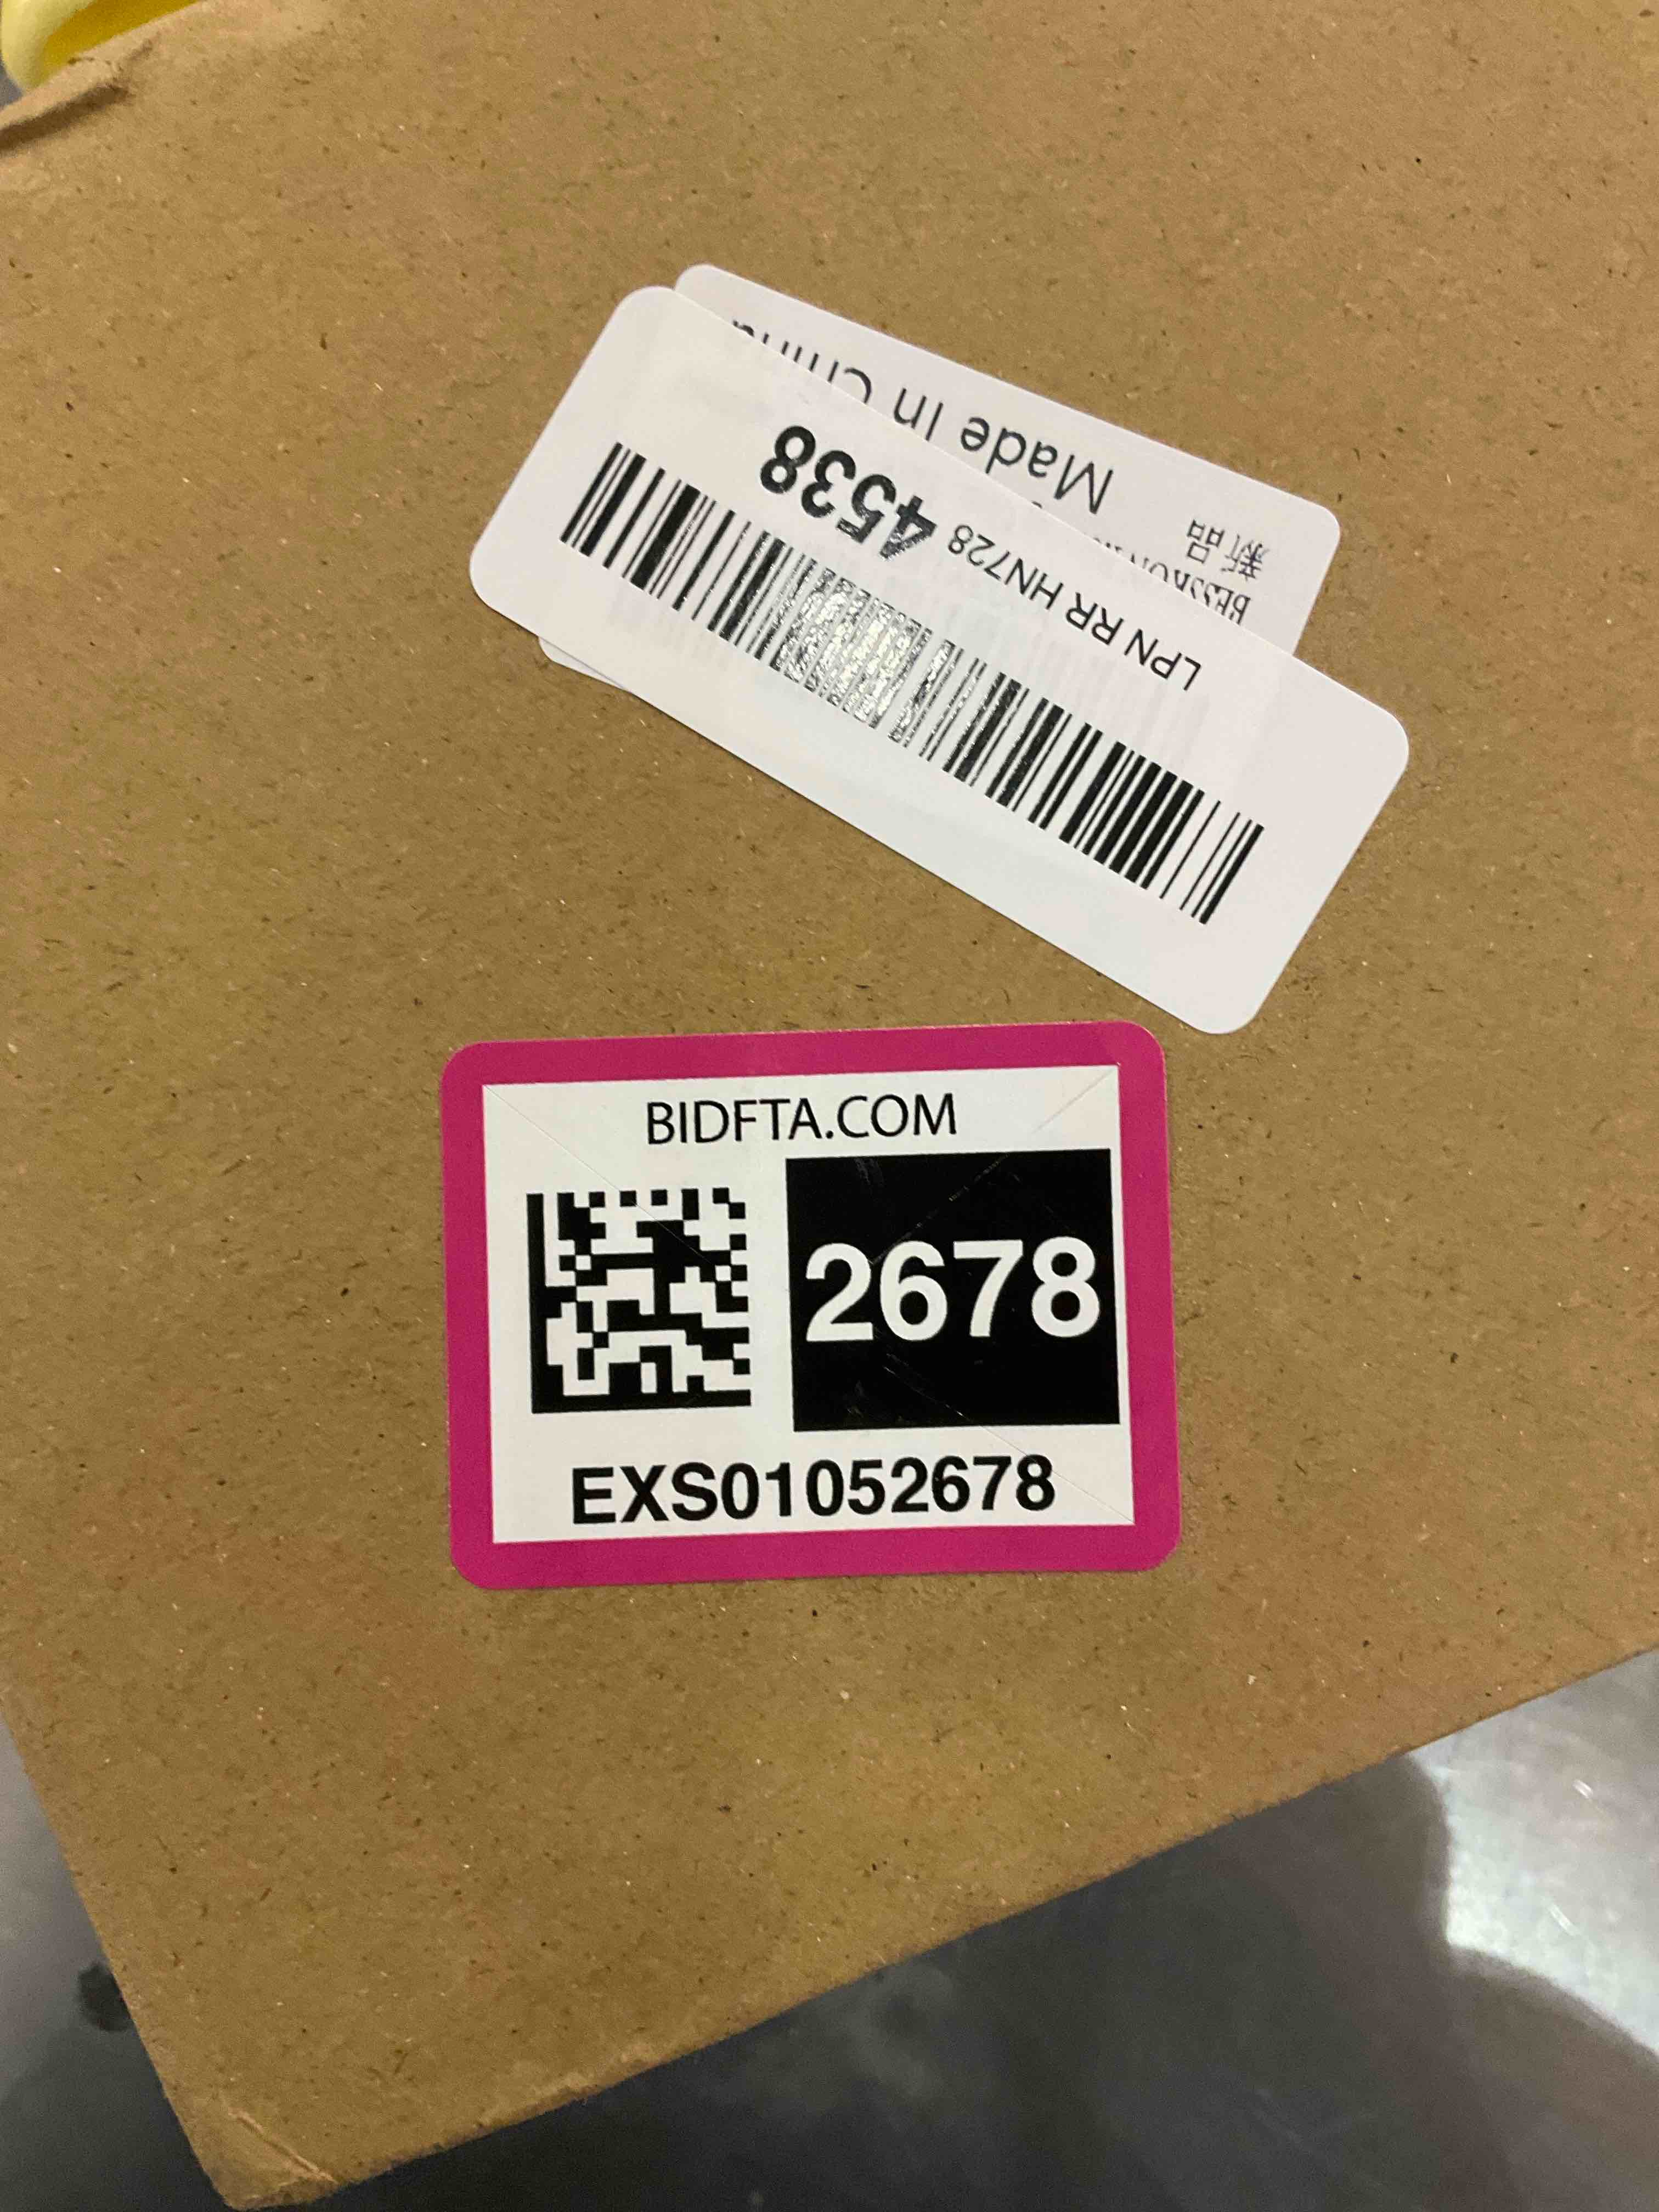 Made in China
新品
LPN RR HN728 4538
BIDFTA.COM
2678
EXS01052678